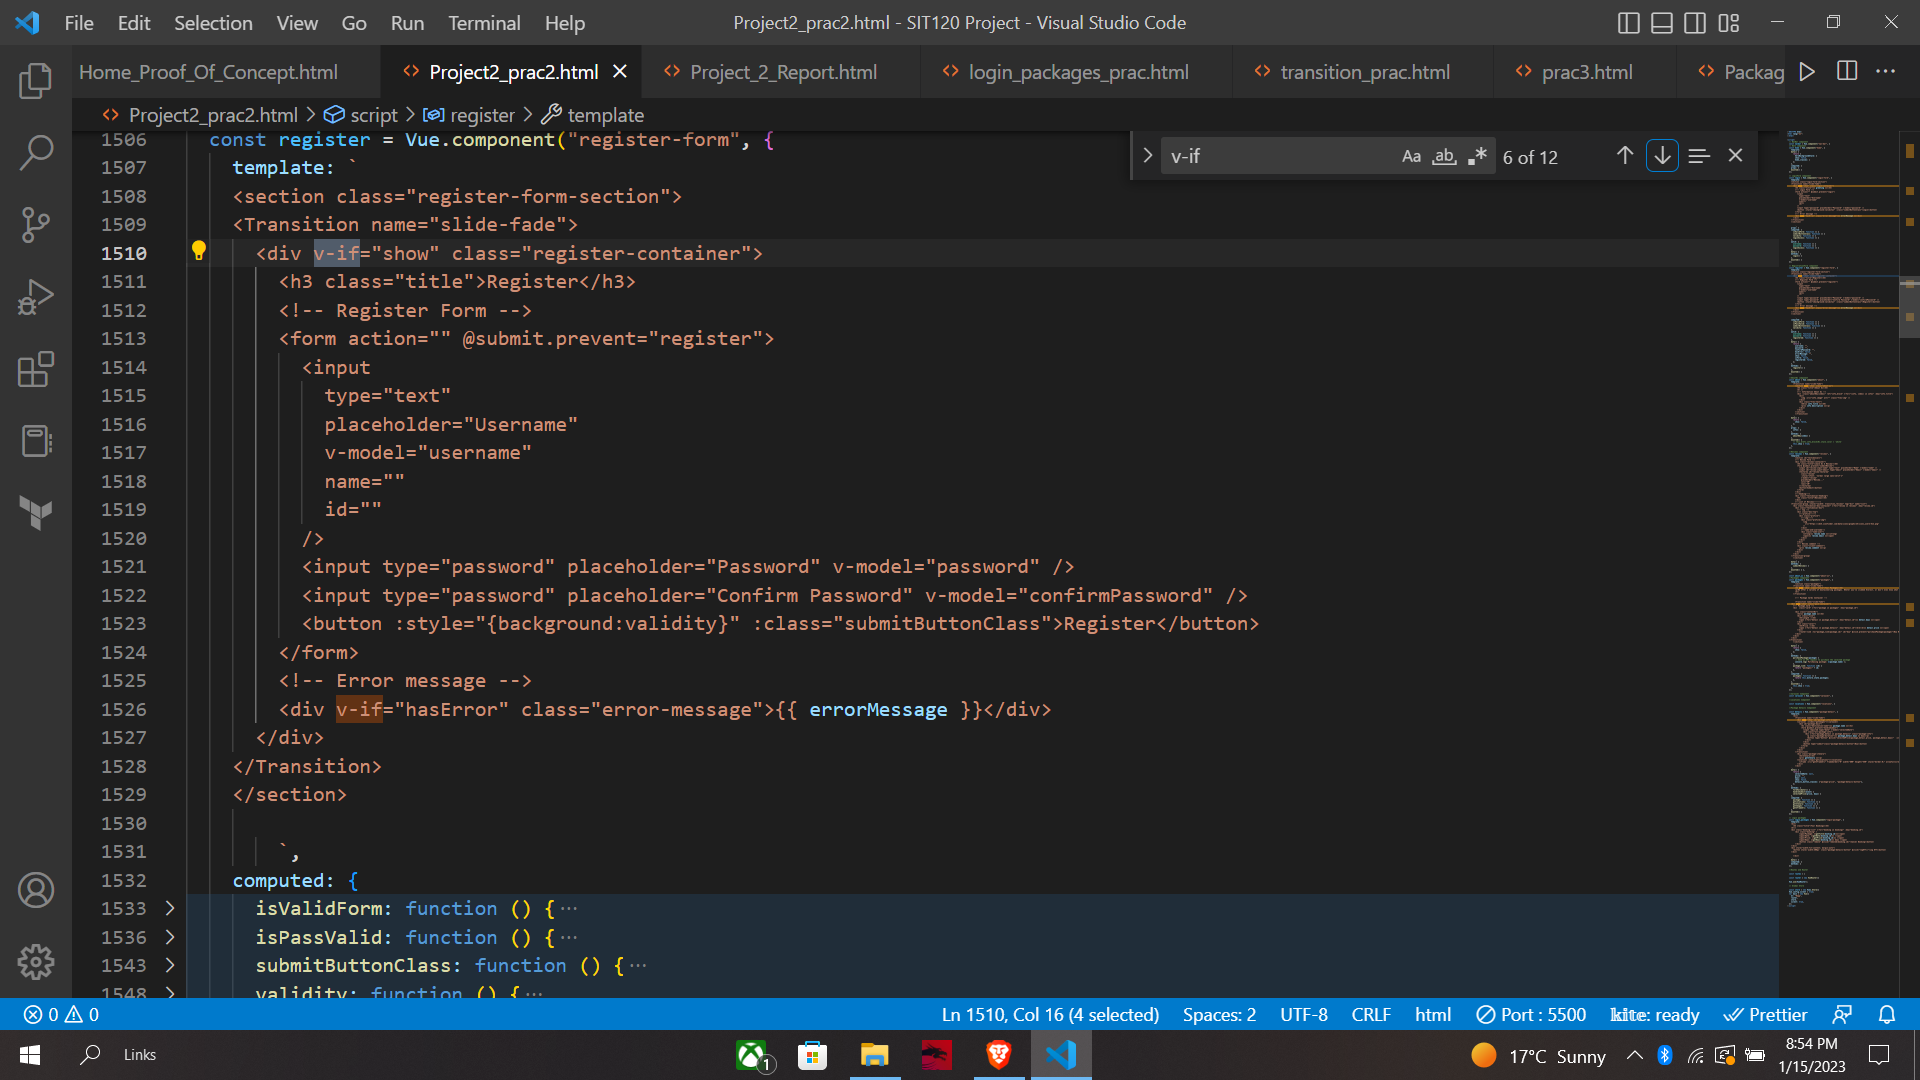 File Edit Selection View Go Run Terminal Help Project2_prac2.html - SIT120 Project - Visual Studio Code
Home_Proof_Of_Concept.html Project2_prac2.html Project_2_Report.html login_packages_prac.html transition_prac.html prac3.html Packag
Project2_prac2.html > script > register > template
v-if Aa ab 6 of 12
1506 const register = Vue.component("register-form", {
1507 template: `
1508 <section class="register-form-section">
1509 <Transition name="slide-fade">
1510 <div v-if="show" class="register-container">
1511 <h3 class="title">Register</h3>
1512 <!-- Register Form -->
1513 <form action="" @submit.prevent="register">
1514 <input
1515 type="text"
1516 placeholder="Username"
1517 v-model="username"
1518 name=""
1519 id=""
1520 />
1521 <input type="password" placeholder="Password" v-model="password" />
1522 <input type="password" placeholder="Confirm Password" v-model="confirmPassword" />
1523 <button :style="{background:validity}" :class="submitButtonClass">Register</button>
1524 </form>
1525 <!-- Error message -->
1526 <div v-if="hasError" class="error-message">{{ errorMessage }}</div>
1527 </div>
1528 </Transition>
1529 </section>
1530
1531 `,
1532 computed: {
1533 isValidForm: function () {···
1536 isPassValid: function () {···
1543 submitButtonClass: function () {···
1548 validity: function () {···
0 0 Ln 1510, Col 16 (4 selected) Spaces: 2 UTF-8 CRLF html Port : 5500 kite: ready Prettier
Links 1 17°C Sunny 8:54 PM
1/15/2023